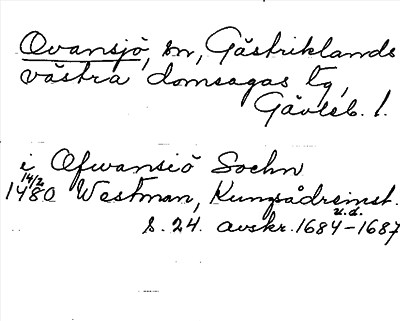 Ovansjö, sn, Gästriklands
västra domsagas tg,
Gävleb. l.
i Ofwansiö Sochn
14/2
1480 Westman, Kungsådreinst.
u.å.
s. 24. avskr. 1684-1687